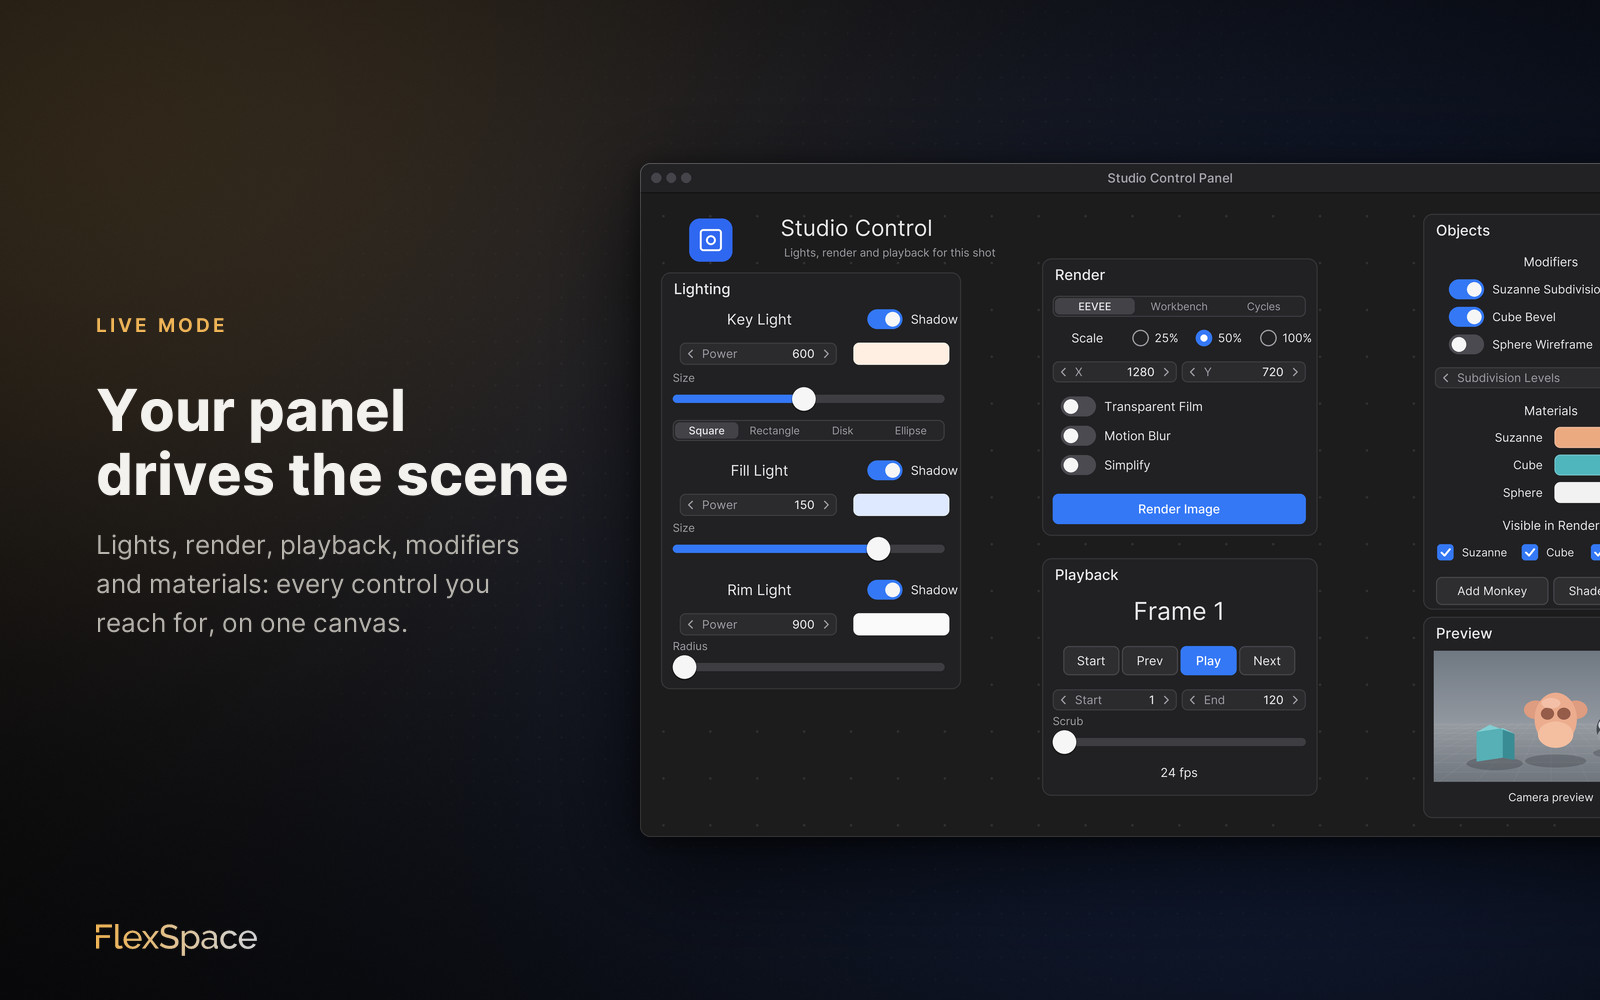 LIVE MODE
Your panel
drives the scene
Lights, render, playback, modifiers
and materials: every control you
reach for, on one canvas.
FlexSpace
Studio Control Panel
Studio Control
Lights, render and playback for this shot
Lighting
Key Light Shadow
Power 600
Size
Square Rectangle Disk Ellipse
Fill Light Shadow
Power 150
Size
Rim Light Shadow
Power 900
Radius
Render
EEVEE Workbench Cycles
Scale 25% 50% 100%
X 1280 Y 720
Transparent Film
Motion Blur
Simplify
Render Image
Playback
Frame 1
Start Prev Play Next
Start 1 End 120
Scrub
24 fps
Objects
Modifiers
Suzanne Subdivisio
Cube Bevel
Sphere Wireframe
Subdivision Levels
Materials
Suzanne
Cube
Sphere
Visible in Render
Suzanne Cube
Add Monkey Shade
Preview
Camera preview